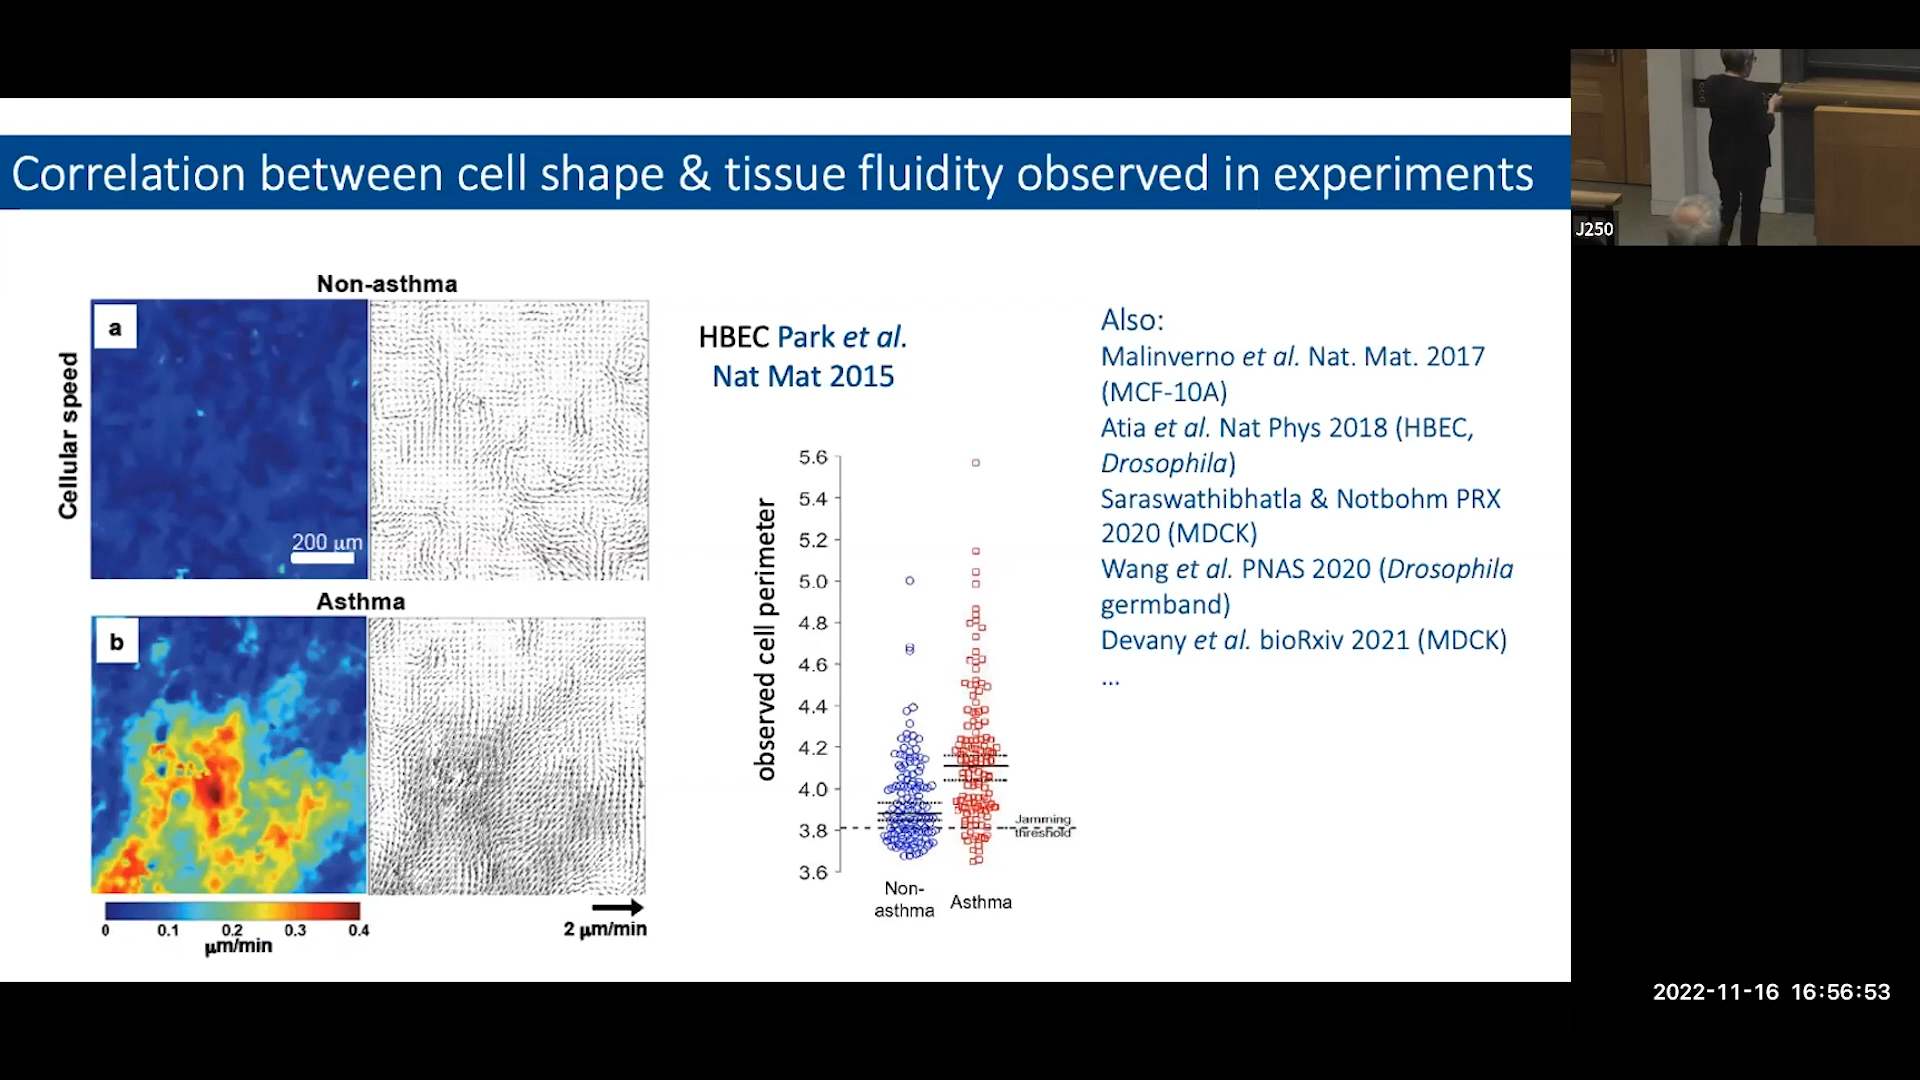 Correlation between cell shape & tissue fluidity observed in experiments
J250
Non-asthma
a
Cellular speed
200 μm
Asthma
b
0 0.1 0.2 0.3 0.4
μm/min
2 μm/min
HBEC Park et al.
Nat Mat 2015
observed cell perimeter
5.6
5.4
5.2
5.0
4.8
4.6
4.4
4.2
4.0
3.8
3.6
Jamming
threshold
Non-
asthma
Asthma
Also:
Malinverno et al. Nat. Mat. 2017
(MCF-10A)
Atia et al. Nat Phys 2018 (HBEC,
Drosophila)
Saraswathibhatla & Notbohm PRX
2020 (MDCK)
Wang et al. PNAS 2020 (Drosophila
germband)
Devany et al. bioRxiv 2021 (MDCK)
...
2022-11-16 16:56:53